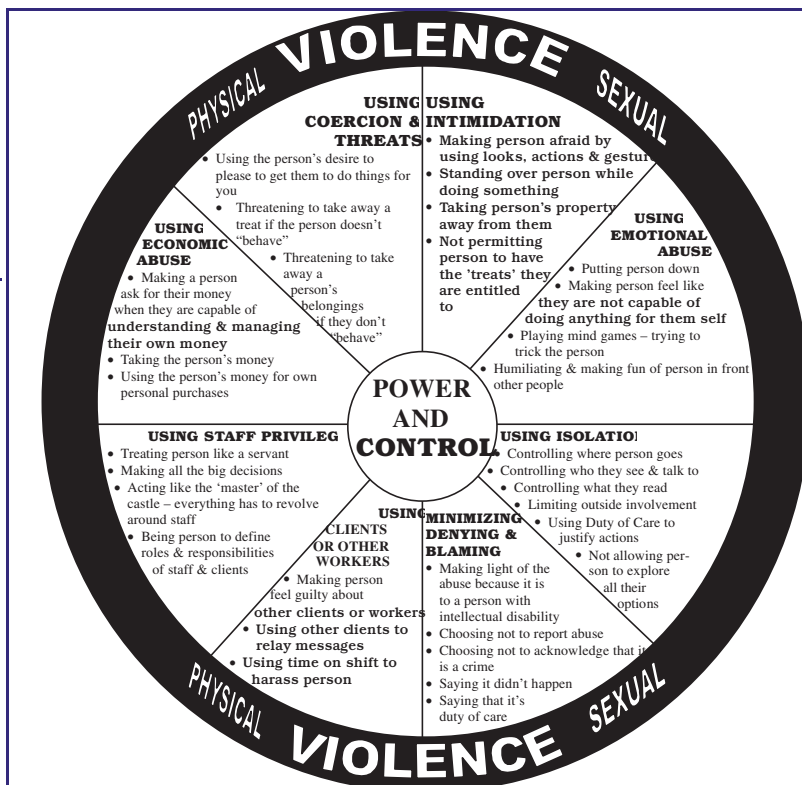 PHYSICAL VIOLENCE SEXUAL
USING
COERCION &
THREATS
• Using the person's desire to
please to get them to do things for
you
• Threatening to take away a
treat if the person doesn't
"behave"
• Threatening to take
away a
person's
belongings
if they don't
"behave"
USING
INTIMIDATION
• Making person afraid by
using looks, actions & gestur
• Standing over person while
doing something
• Taking person's property
away from them
• Not permitting
person to have
the 'treats' they
are entitled
to
USING
EMOTIONAL
ABUSE
• Putting person down
• Making person feel like
they are not capable of
doing anything for them self
• Playing mind games – trying to
trick the person
• Humiliating & making fun of person in front
other people
USING ISOLATIO
• Controlling where person goes
• Controlling who they see & talk to
• Controlling what they read
• Limiting outside involvement
• Using Duty of Care to
justify actions
• Not allowing per-
son to explore
all their
options
MINIMIZING
DENYING &
BLAMING
• Making light of the
abuse because it is
to a person with
intellectual disability
• Choosing not to report abuse
• Choosing not to acknowledge that it
is a crime
• Saying it didn't happen
• Saying that it's
duty of care
USING
CLIENTS
OR OTHER
WORKERS
• Making person
feel guilty about
other clients or workers
• Using other clients to
relay messages
• Using time on shift to
harass person
USING STAFF PRIVILEG
• Treating person like a servant
• Making all the big decisions
• Acting like the 'master' of the
castle – everything has to revolve
around staff
• Being person to define
roles & responsibilities
of staff & clients
USING
ECONOMIC
ABUSE
• Making a person
ask for their money
when they are capable of
understanding & managing
their own money
• Taking the person's money
• Using the person's money for own
personal purchases
POWER
AND
CONTROL
PHYSICAL VIOLENCE SEXUAL